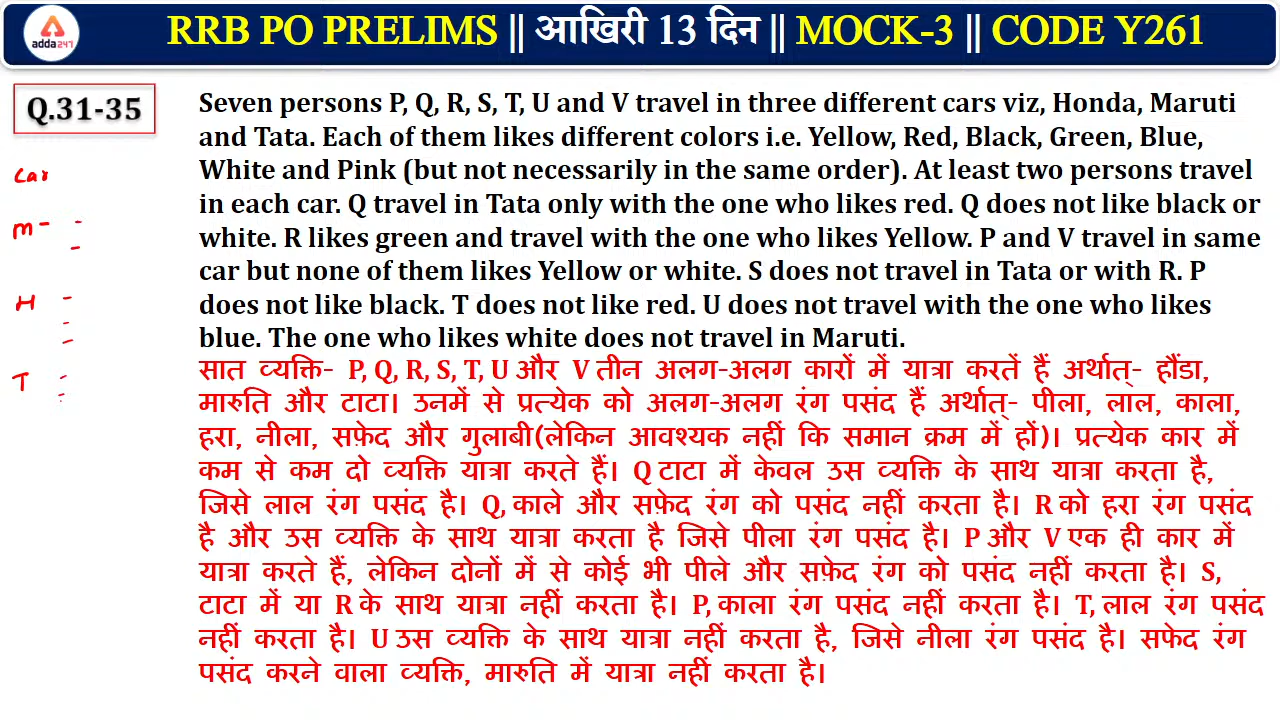 RRB PO PRELIMS || आखिरी 13 दिन || MOCK-3 || CODE Y261
adda247
Q.31-35
Seven persons P, Q, R, S, T, U and V travel in three different cars viz, Honda, Maruti
and Tata. Each of them likes different colors i.e. Yellow, Red, Black, Green, Blue,
White and Pink (but not necessarily in the same order). At least two persons travel
in each car. Q travel in Tata only with the one who likes red. Q does not like black or
white. R likes green and travel with the one who likes Yellow. P and V travel in same
car but none of them likes Yellow or white. S does not travel in Tata or with R. P
does not like black. T does not like red. U does not travel with the one who likes
blue. The one who likes white does not travel in Maruti.
सात व्यक्ति- P, Q, R, S, T, U और V तीन अलग-अलग कारों में यात्रा करतें हैं अर्थात्- हौंडा,
मारुति और टाटा। उनमें से प्रत्येक को अलग-अलग रंग पसंद हैं अर्थात्- पीला, लाल, काला,
हरा, नीला, सफ़ेद और गुलाबी(लेकिन आवश्यक नहीं कि समान क्रम में हों)। प्रत्येक कार में
कम से कम दो व्यक्ति यात्रा करते हैं। Q टाटा में केवल उस व्यक्ति के साथ यात्रा करता है,
जिसे लाल रंग पसंद है। Q, काले और सफ़ेद रंग को पसंद नहीं करता है। R को हरा रंग पसंद
है और उस व्यक्ति के साथ यात्रा करता है जिसे पीला रंग पसंद है। P और V एक ही कार में
यात्रा करते हैं, लेकिन दोनों में से कोई भी पीले और सफ़ेद रंग को पसंद नहीं करता है। S,
टाटा में या R के साथ यात्रा नहीं करता है। P, काला रंग पसंद नहीं करता है। T, लाल रंग पसंद
नहीं करता है। U उस व्यक्ति के साथ यात्रा नहीं करता है, जिसे नीला रंग पसंद है। सफेद रंग
पसंद करने वाला व्यक्ति, मारुति में यात्रा नहीं करता है।
Car
M - -
-
H -
-
-
T -
-